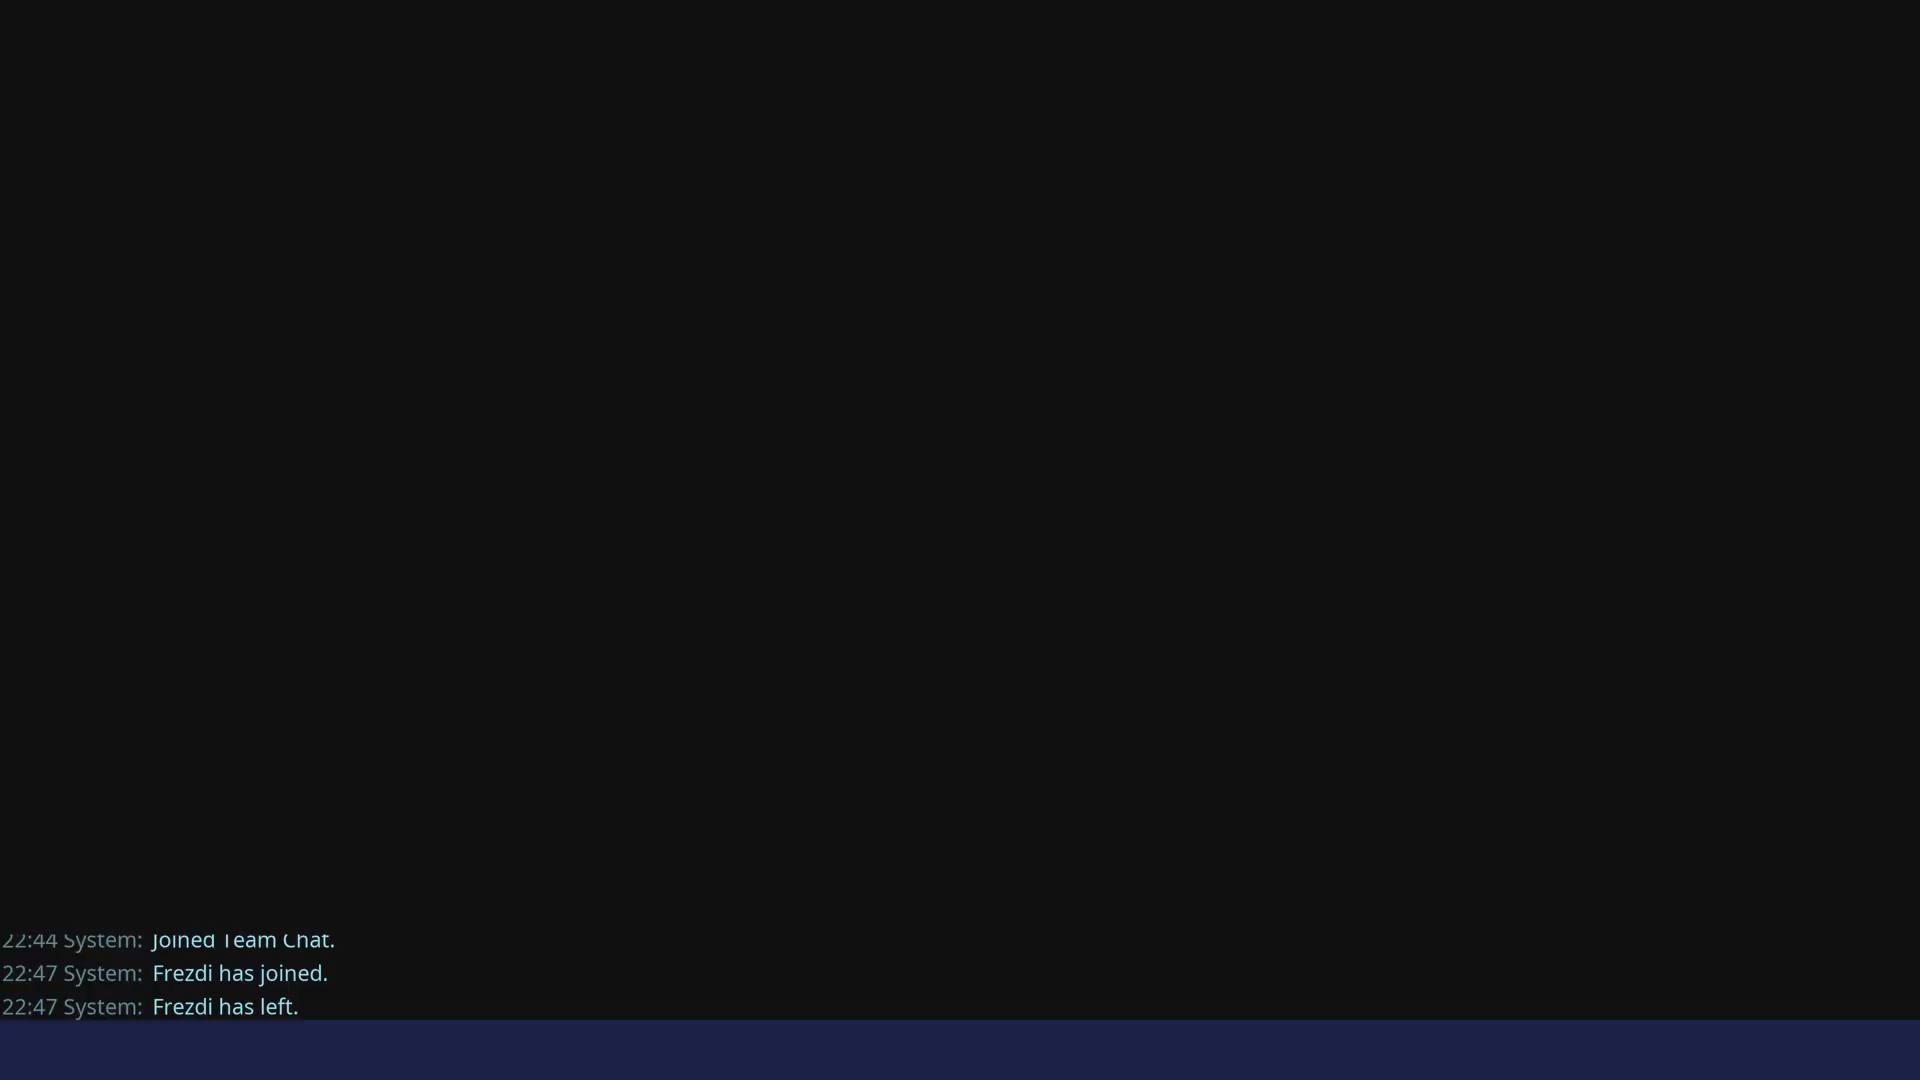 22:44 System: Joined Team Chat.
22:47 System: Frezdi has joined.
22:47 System: Frezdi has left.